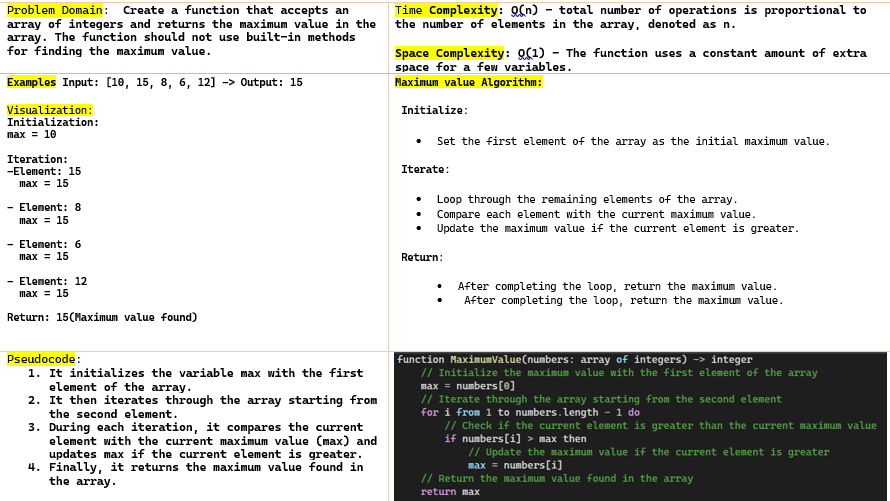 Problem Domain: Create a function that accepts an
array of integers and returns the maximum value in the
array. The function should not use built-in methods
for finding the maximum value.
Time Complexity: O(n) – total number of operations is proportional to
the number of elements in the array, denoted as n.
Space Complexity: O(1) – The function uses a constant amount of extra
space for a few variables.
Examples Input: [10, 15, 8, 6, 12] -> Output: 15
Visualization:
Initialization:
max = 10
Iteration:
-Element: 15
max = 15
- Element: 8
max = 15
- Element: 6
max = 15
- Element: 12
max = 15
Return: 15(Maximum value found)
Maximum value Algorithm:
Initialize:
• Set the first element of the array as the initial maximum value.
Iterate:
• Loop through the remaining elements of the array.
• Compare each element with the current maximum value.
• Update the maximum value if the current element is greater.
Return:
• After completing the loop, return the maximum value.
• After completing the loop, return the maximum value.
Pseudocode:
1. It initializes the variable max with the first
element of the array.
2. It then iterates through the array starting from
the second element.
3. During each iteration, it compares the current
element with the current maximum value (max) and
updates max if the current element is greater.
4. Finally, it returns the maximum value found in
the array.
function MaximumValue(numbers: array of integers) -> integer
// Initialize the maximum value with the first element of the array
max = numbers[0]
// Iterate through the array starting from the second element
for i from 1 to numbers.length - 1 do
// Check if the current element is greater than the current maximum value
if numbers[i] > max then
// Update the maximum value if the current element is greater
max = numbers[i]
// Return the maximum value found in the array
return max